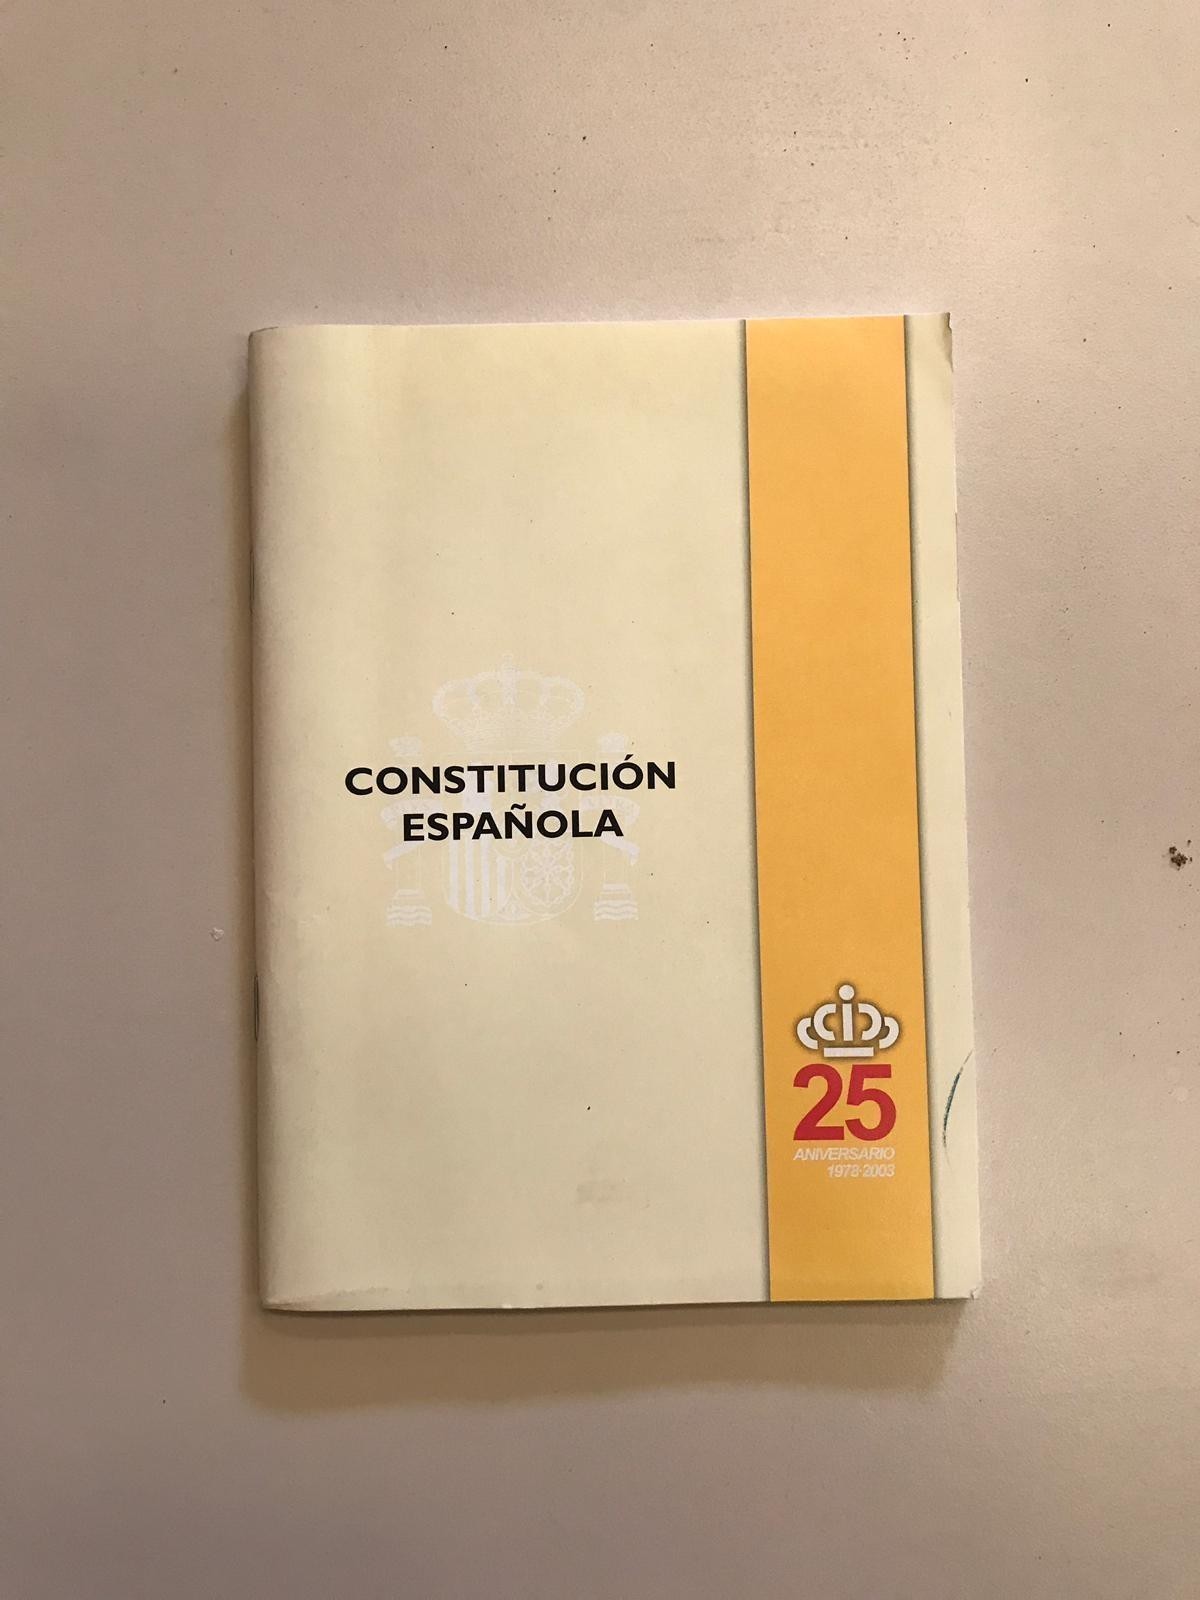 CONSTITUCIÓN
ESPAÑOLA
25
ANIVERSARIO
1978·2003